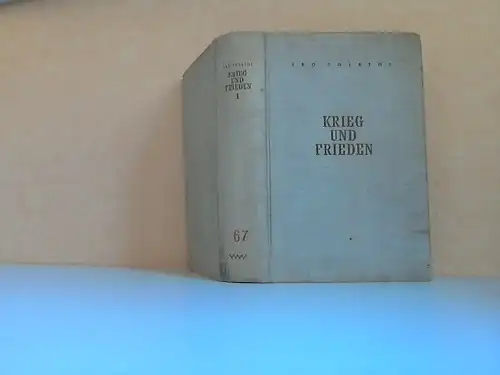 LEO TOLSTOI
KRIEG
UND
FRIEDEN
I
67
LEO TOLSTOI
KRIEG
UND
FRIEDEN